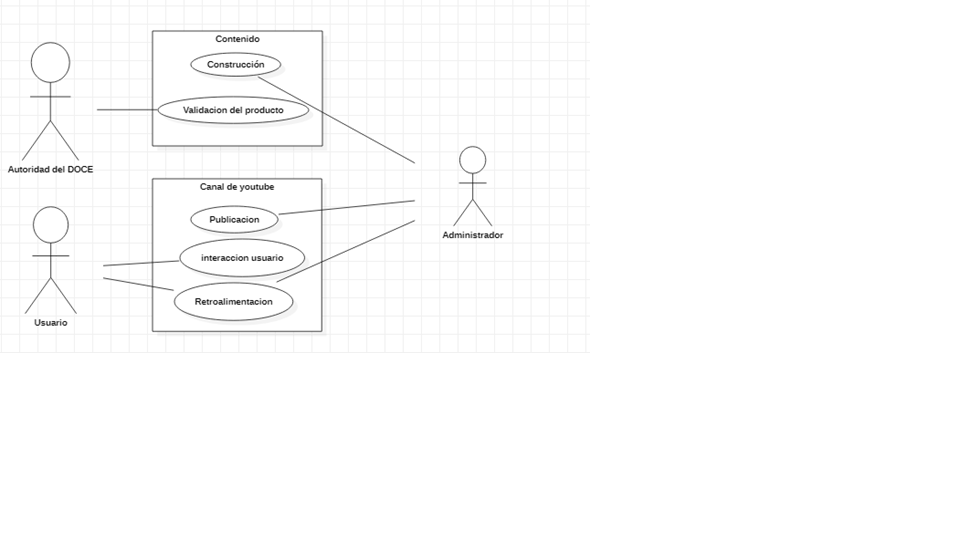 Contenido
Construcción
Validacion del producto
Autoridad del DOCE
Canal de youtube
Publicacion
interaccion usuario
Retroalimentacion
Usuario
Administrador